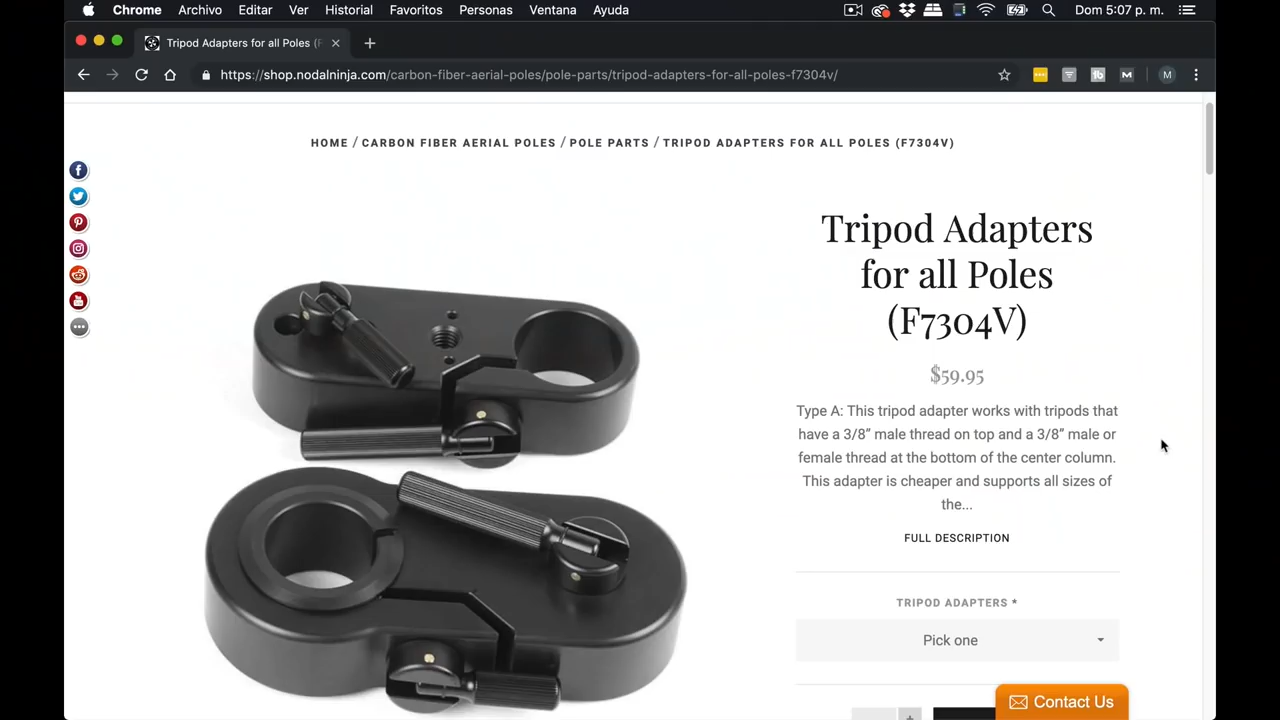 Chrome Archivo Editar Ver Historial Favoritos Personas Ventana Ayuda Dom 5:07 p. m.
Tripod Adapters for all Poles (F
https://shop.nodalninja.com/carbon-fiber-aerial-poles/pole-parts/tripod-adapters-for-all-poles-f7304v/
M
HOME / CARBON FIBER AERIAL POLES / POLE PARTS / TRIPOD ADAPTERS FOR ALL POLES (F7304V)
Tripod Adapters
for all Poles
(F7304V)
$59.95
Type A: This tripod adapter works with tripods that
have a 3/8” male thread on top and a 3/8” male or
female thread at the bottom of the center column.
This adapter is cheaper and supports all sizes of
the...
FULL DESCRIPTION
TRIPOD ADAPTERS *
Pick one
Contact Us